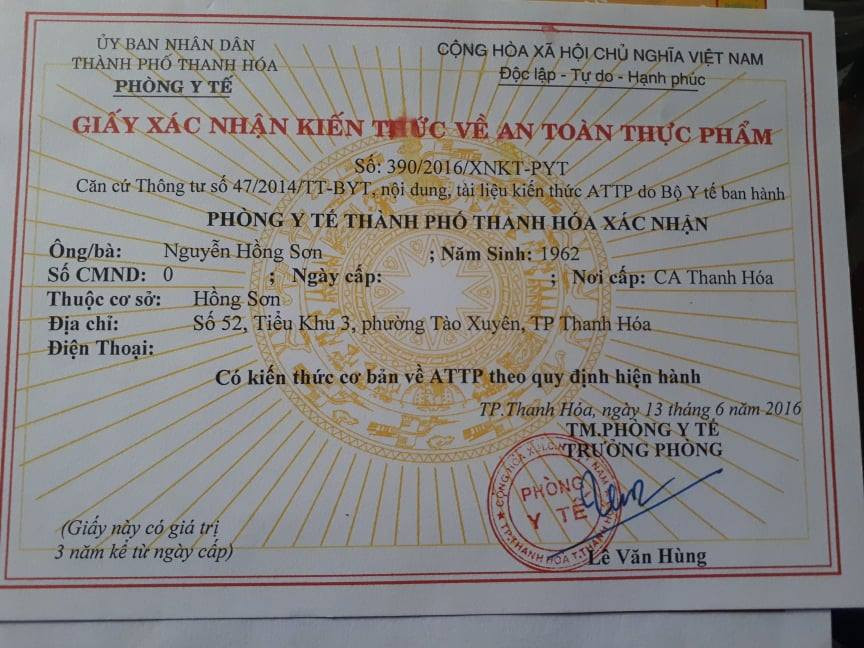 ỦY BAN NHÂN DÂN
THÀNH PHỐ THANH HÓA
PHÒNG Y TẾ
CỘNG HÒA XÃ HỘI CHỦ NGHĨA VIỆT NAM
Độc lập - Tự do - Hạnh phúc
GIẤY XÁC NHẬN KIẾN THỨC VỀ AN TOÀN THỰC PHẨM
Số: 390/2016/XNKT-PYT
Căn cứ Thông tư số 47/2014/TT-BYT, nội dung, tài liệu kiến thức ATTP do Bộ Y tế ban hành
PHÒNG Y TẾ THÀNH PHỐ THANH HÓA XÁC NHẬN
Ông/bà: Nguyễn Hồng Sơn ; Năm Sinh: 1962
Số CMND: 0 ; Ngày cấp: ; Nơi cấp: CA Thanh Hóa
Thuộc cơ sở: Hồng Sơn
Địa chỉ: Số 52, Tiểu Khu 3, phường Tào Xuyên, TP Thanh Hóa
Điện Thoại:
Có kiến thức cơ bản về ATTP theo quy định hiện hành
TP.Thanh Hóa, ngày 13 tháng 6 năm 2016
TM.PHÒNG Y TẾ
TRƯỞNG PHÒNG
PHÒNG
Y TẾ
(Giấy này có giá trị
3 năm kể từ ngày cấp)
Lê Văn Hùng